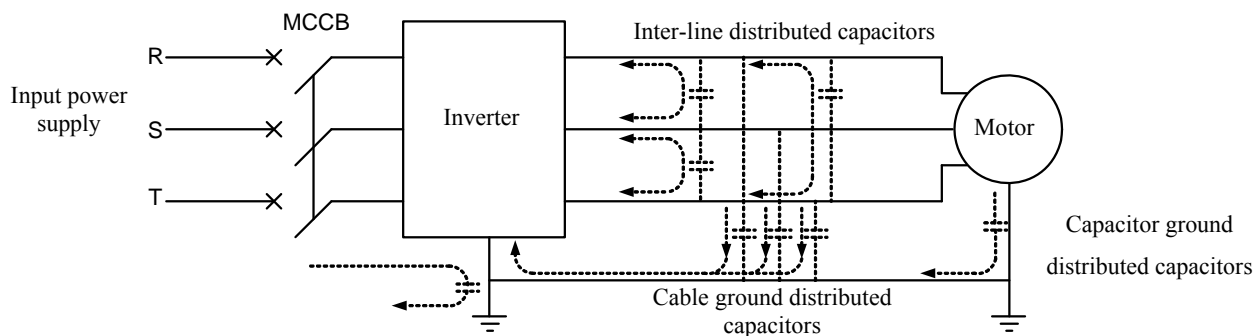 MCCB
Inter-line distributed capacitors
R
Input power
supply
S
Inverter
Motor
T
Capacitor ground
distributed capacitors
Cable ground distributed
capacitors